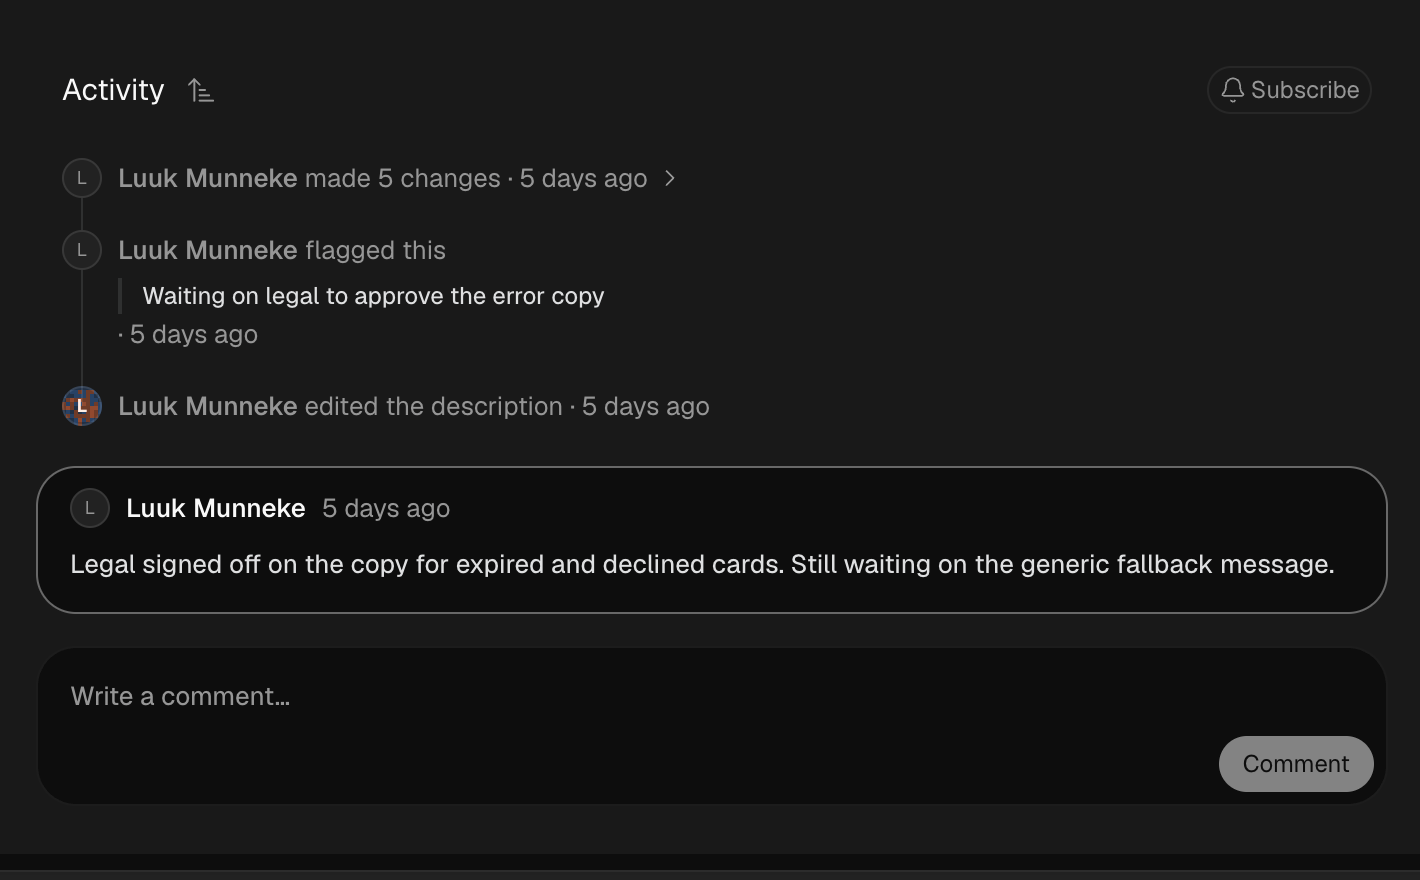 Activity
Subscribe
L
Luuk Munneke made 5 changes · 5 days ago
L
Luuk Munneke flagged this
Waiting on legal to approve the error copy
· 5 days ago
L
Luuk Munneke edited the description · 5 days ago
L
Luuk Munneke 5 days ago
Legal signed off on the copy for expired and declined cards. Still waiting on the generic fallback message.
Write a comment…
Comment